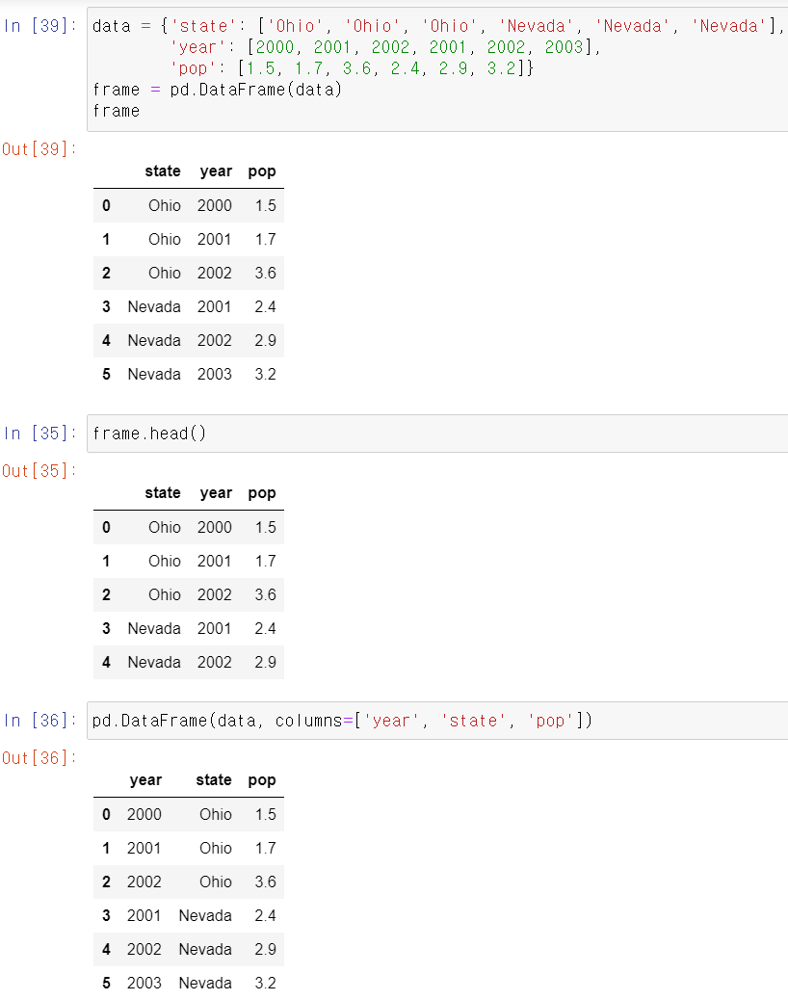 In [39]: data = {'state': ['Ohio', 'Ohio', 'Ohio', 'Nevada', 'Nevada', 'Nevada'],
'year': [2000, 2001, 2002, 2001, 2002, 2003],
'pop': [1.5, 1.7, 3.6, 2.4, 2.9, 3.2]}
frame = pd.DataFrame(data)
frame
Out[39]:
state year pop
0 Ohio 2000 1.5
1 Ohio 2001 1.7
2 Ohio 2002 3.6
3 Nevada 2001 2.4
4 Nevada 2002 2.9
5 Nevada 2003 3.2
In [35]: frame.head()
Out[35]:
state year pop
0 Ohio 2000 1.5
1 Ohio 2001 1.7
2 Ohio 2002 3.6
3 Nevada 2001 2.4
4 Nevada 2002 2.9
In [36]: pd.DataFrame(data, columns=['year', 'state', 'pop'])
Out[36]:
year state pop
0 2000 Ohio 1.5
1 2001 Ohio 1.7
2 2002 Ohio 3.6
3 2001 Nevada 2.4
4 2002 Nevada 2.9
5 2003 Nevada 3.2